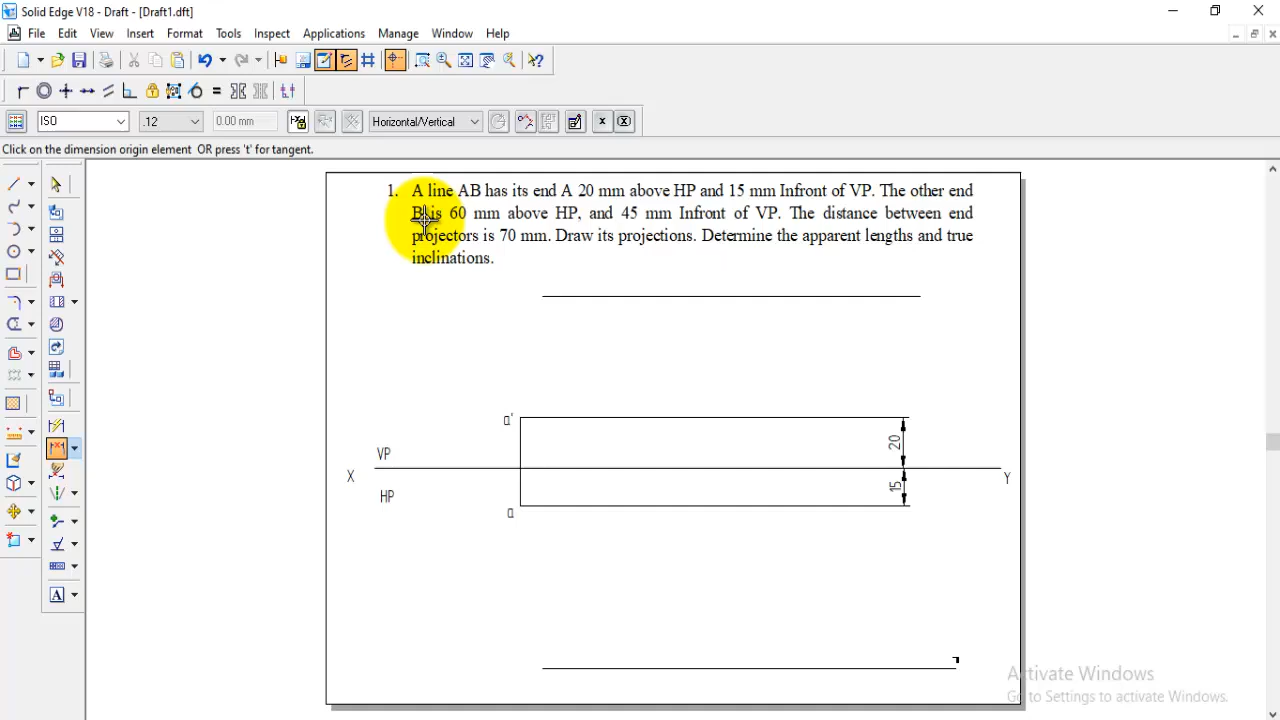 Solid Edge V18 - Draft - [Draft1.dft]
File Edit View Insert Format Tools Inspect Applications Manage Window Help
ISO .12 0.00 mm Horizontal/Vertical
Click on the dimension origin element OR press 't' for tangent.
1. A line AB has its end A 20 mm above HP and 15 mm Infront of VP. The other end
B is 60 mm above HP, and 45 mm Infront of VP. The distance between end
projectors is 70 mm. Draw its projections. Determine the apparent lengths and true
inclinations.
a'
20
VP
X
Y
HP
15
a
A
Activate Windows
Go to Settings to activate Windows.